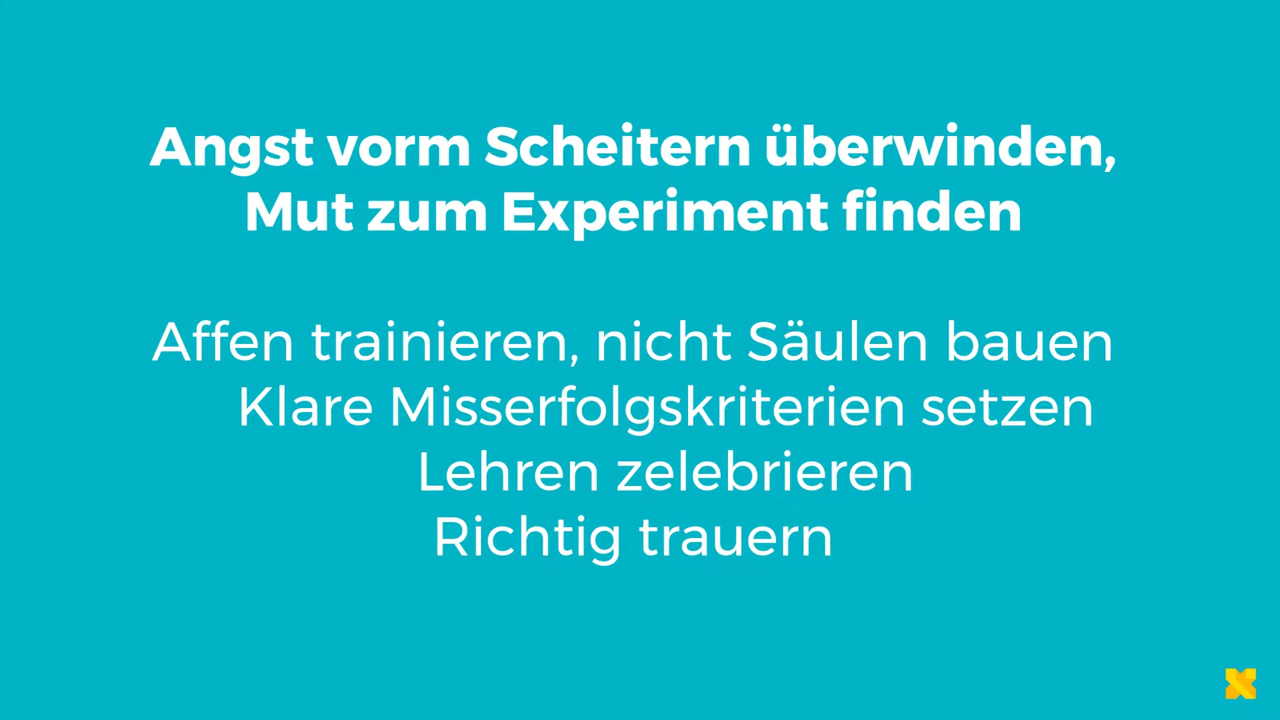 Angst vorm Scheitern überwinden,
Mut zum Experiment finden
Affen trainieren, nicht Säulen bauen
Klare Misserfolgskriterien setzen
Lehren zelebrieren
Richtig trauern